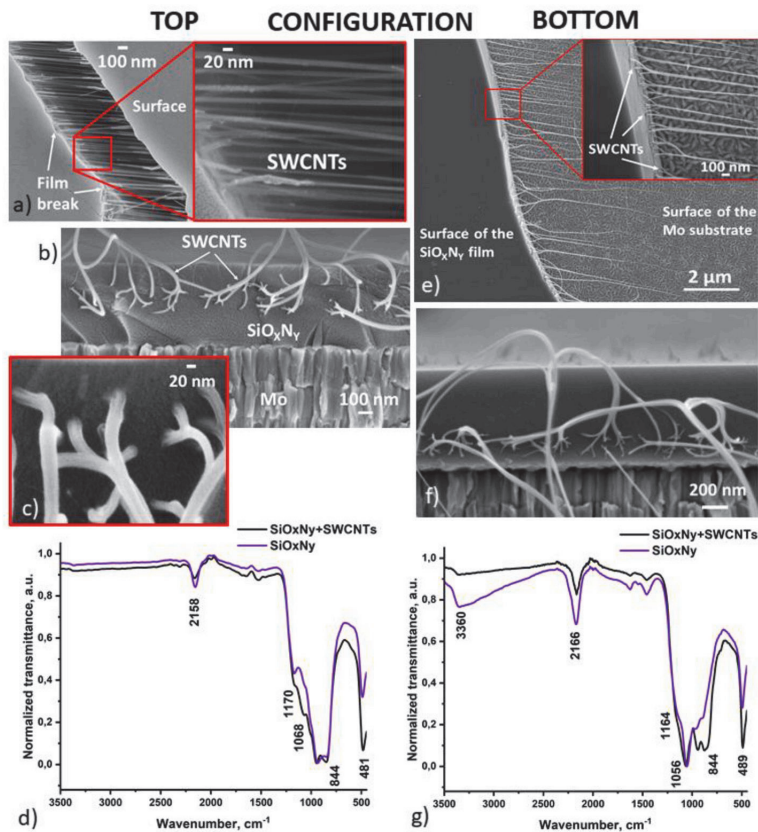 TOP CONFIGURATION BOTTOM
100 nm
20 nm
Surface
SWCNTs
Film
break
a)
SWCNTs
100 nm
Surface of the
SiOXNY film
Surface of the
Mo substrate
2 µm
e)
b)
SWCNTs
SiOXNY
Mo
100 nm
20 nm
c)
f)
200 nm
SiOxNy+SWCNTs
SiOxNy
1,0
0,8
0,6
0,4
0,2
0,0
Normalized transmittance, a.u.
2158
1170
1068
844
481
3500 3000 2500 2000 1500 1000 500
Wavenumber, cm-1
d)
SiOxNy+SWCNTs
SiOxNy
1,0
0,8
0,6
0,4
0,2
0,0
Normalized transmittance, a.u.
3360
2166
1164
1056
844
489
3500 3000 2500 2000 1500 1000 500
Wavenumber, cm-1
g)